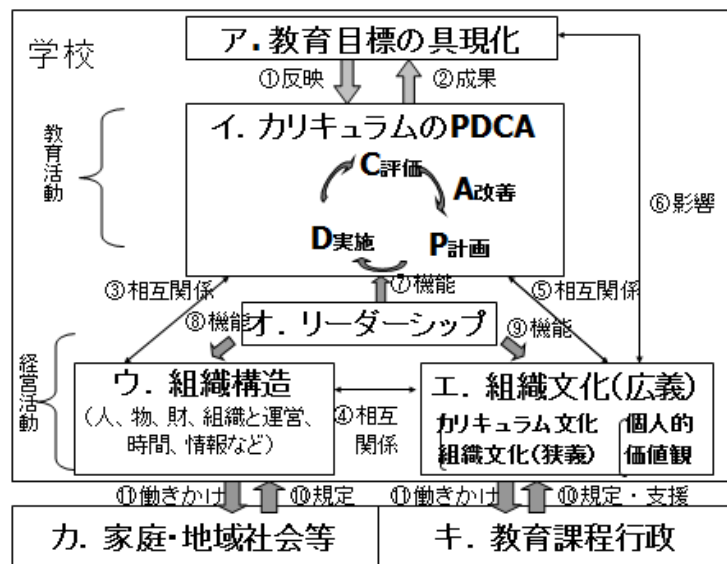 学校
ア．教育目標の具現化
①反映
②成果
教育活動
イ．カリキュラムのPDCA
C評価
A改善
D実施
P計画
⑥影響
③相互関係
⑦機能
⑤相互関係
オ．リーダーシップ
⑧機能
⑨機能
経営活動
ウ．組織構造
(人、物、財、組織と運営、
時間、情報など)
④相互
関係
エ．組織文化(広義)
カリキュラム文化
組織文化(狭義)
個人的
価値観
⑪働きかけ
⑩規定
⑪働きかけ
⑩規定・支援
カ．家庭・地域社会等
キ．教育課程行政